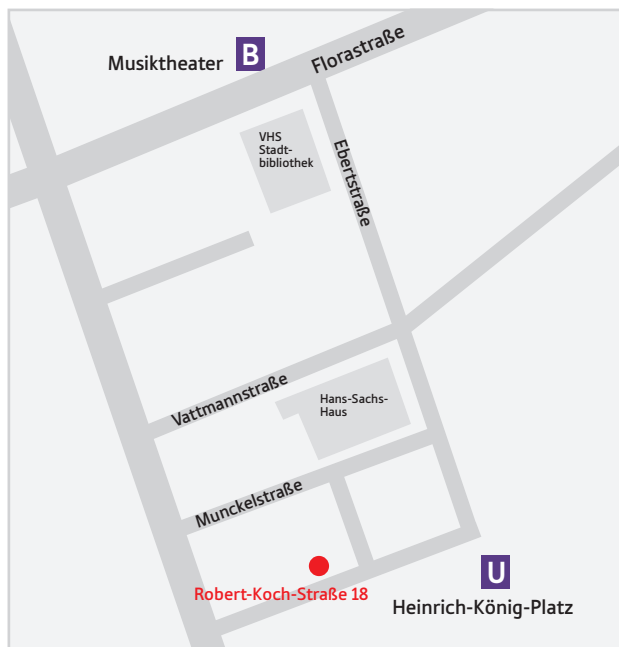 Musiktheater B
Florastraße
VHS
Stadt-
bibliothek
Ebertstraße
Vattmannstraße
Hans-Sachs-
Haus
Munckelstraße
Robert-Koch-Straße 18
U
Heinrich-König-Platz